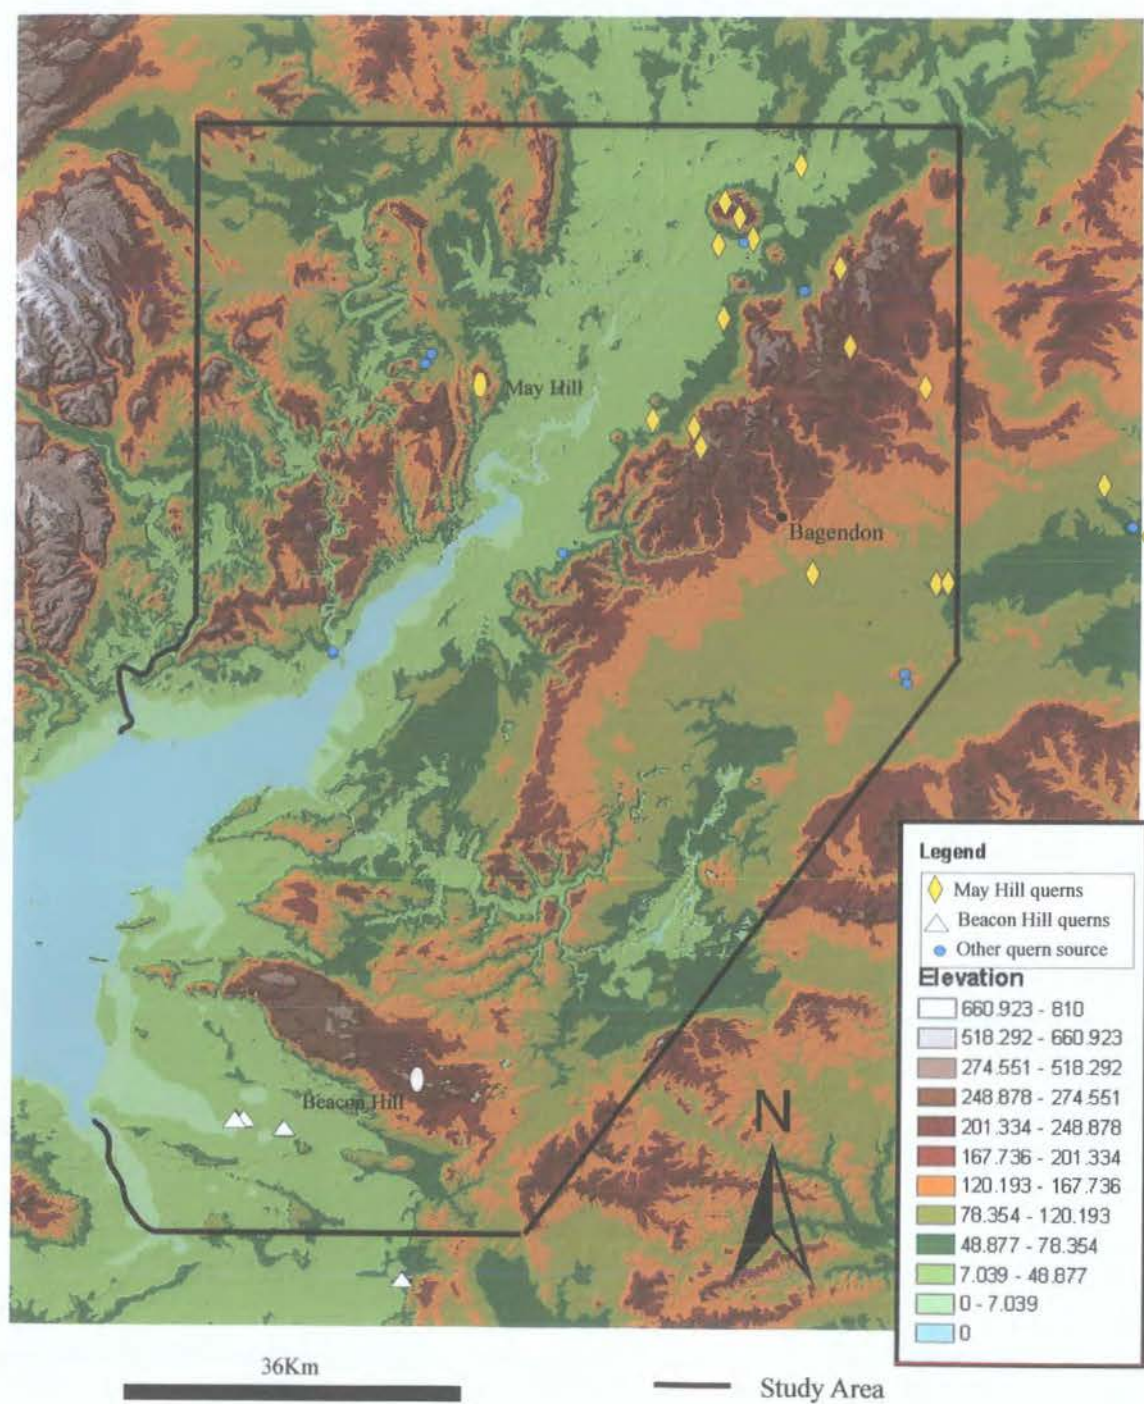 May Hill
Bagendon
Beacon Hill
N
Legend
May Hill querns
Beacon Hill querns
Other quern source
Elevation
660.923 - 810
518.292 - 660.923
274.551 - 518.292
248.878 - 274.551
201.334 - 248.878
167.736 - 201.334
120.193 - 167.736
78.354 - 120.193
48.877 - 78.354
7.039 - 48.877
0 - 7.039
0
36Km
Study Area